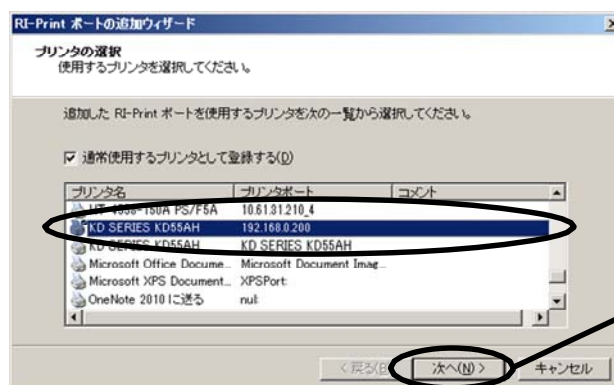 RI-Print ポートの追加ウィザード
プリンタの選択
使用するプリンタを選択してください。
追加した RI-Print ポートを使用するプリンタを次の一覧から選択してください。
通常使用するプリンタとして登録する(D)
プリンタ名 プリンタポート コメント
PS/F5A 10.61.31.210_4
KD SERIES KD55AH 192.168.0.200
KD SERIES KD55AH KD SERIES KD55AH
Microsoft Office Docume... Microsoft Document Imag...
Microsoft XPS Document... XPSPort:
OneNote 2010 に送る nul:
< 戻る(B 次へ(N) > キャンセル